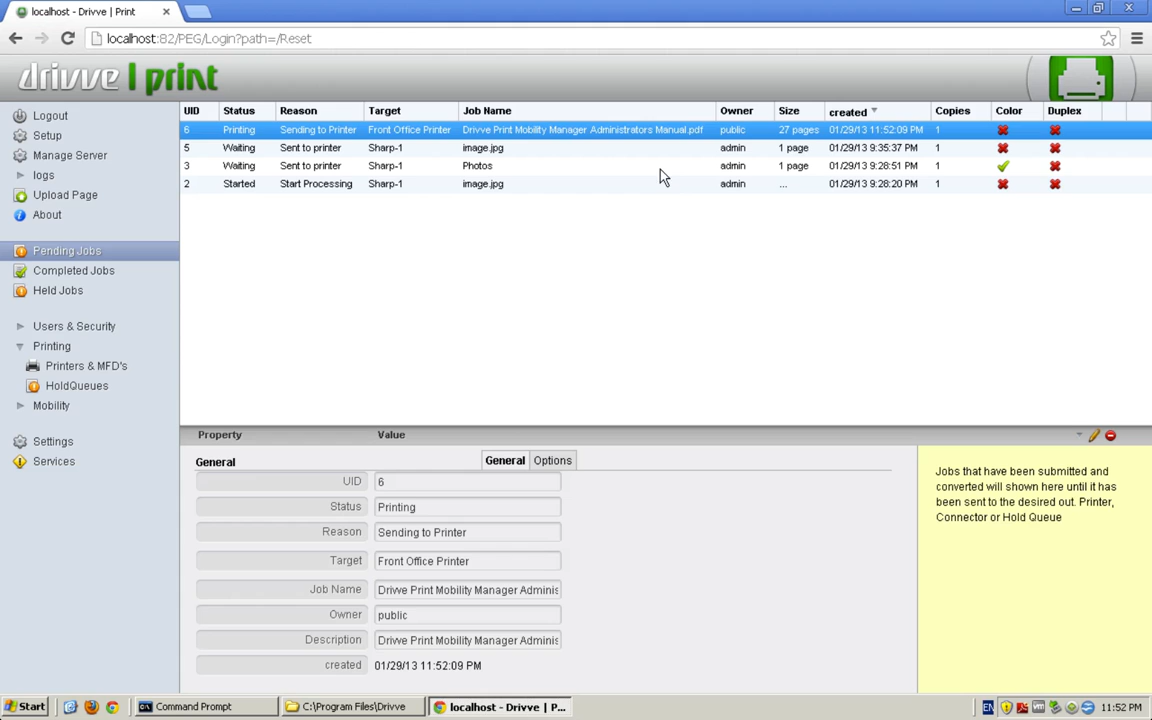 localhost - Drivve | Print
localhost:82/PEG/Login?path=/Reset
drivve | print
Logout
Setup
Manage Server
logs
Upload Page
About
Pending Jobs
Completed Jobs
Held Jobs
Users & Security
Printing
Printers & MFD's
HoldQueues
Mobility
Settings
Services
UID Status Reason Target Job Name Owner Size created Copies Color Duplex
6 Printing Sending to Printer Front Office Printer Drivve Print Mobility Manager Administrators Manual.pdf public 27 pages 01/29/13 11:52:09 PM 1
5 Waiting Sent to printer Sharp-1 image.jpg admin 1 page 01/29/13 9:35:37 PM 1
3 Waiting Sent to printer Sharp-1 Photos admin 1 page 01/29/13 9:28:51 PM 1
2 Started Start Processing Sharp-1 image.jpg admin ... 01/29/13 9:28:20 PM 1
Property Value
General General Options
UID 6
Status Printing
Reason Sending to Printer
Target Front Office Printer
Job Name Drivve Print Mobility Manager Adminis
Owner public
Description Drivve Print Mobility Manager Adminis
created 01/29/13 11:52:09 PM
Jobs that have been submitted and
converted will shown here until it has
been sent to the desired out. Printer,
Connector or Hold Queue
Start Command Prompt C:\Program Files\Drivve localhost - Drivve | P... EN 11:52 PM